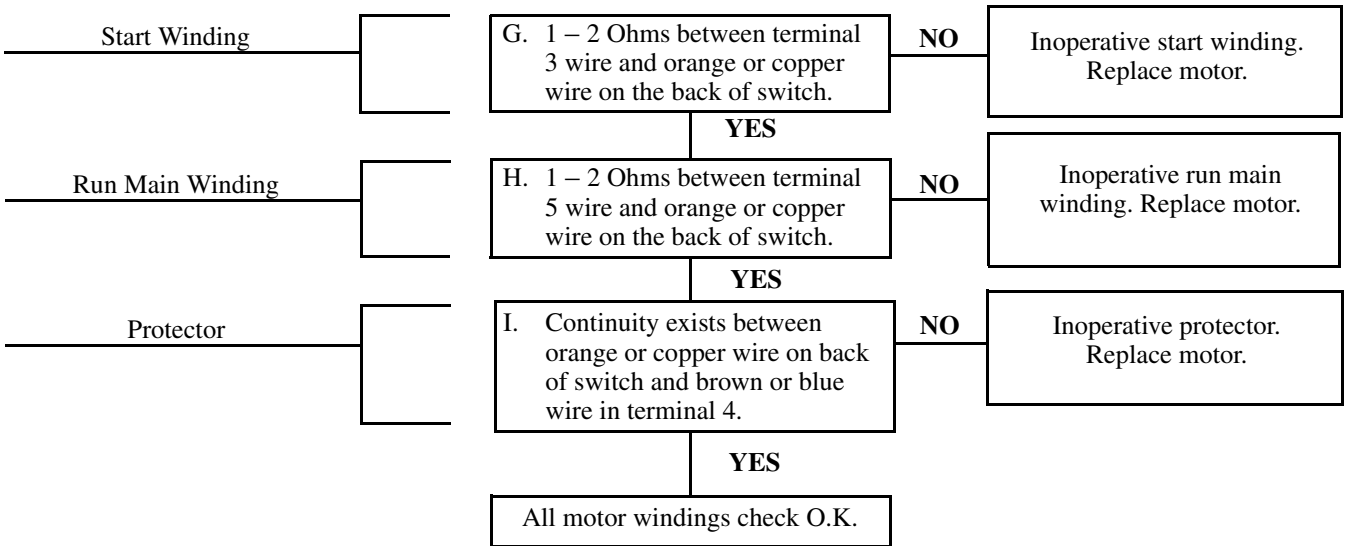 Start Winding
G. 1 – 2 Ohms between terminal
3 wire and orange or copper
wire on the back of switch.
NO
Inoperative start winding.
Replace motor.
YES
Run Main Winding
H. 1 – 2 Ohms between terminal
5 wire and orange or copper
wire on the back of switch.
NO
Inoperative run main
winding. Replace motor.
YES
Protector
I. Continuity exists between
orange or copper wire on back
of switch and brown or blue
wire in terminal 4.
NO
Inoperative protector.
Replace motor.
YES
All motor windings check O.K.